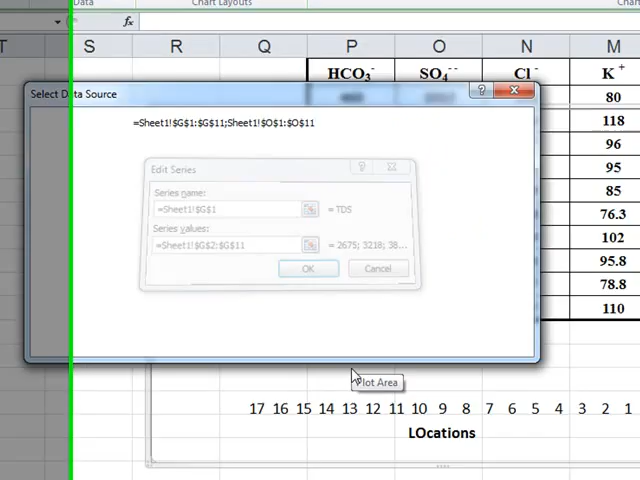 Data
Chart Layouts
Char
=
fx
T S R Q P O N M
HCO3- SO4-- Cl- K+
80
Select Data Source
=Sheet1!$G$1:$G$11;Sheet1!$O$1:$O$11
118
96
Edit Series
95
Series name:
85
=Sheet1!$G$1 = TDS
76.3
Series values:
102
=Sheet1!$G$2:$G$11 = 2675; 3218; 38...
95.8
OK Cancel
78.8
110
Plot Area
17 16 15 14 13 12 11 10 9 8 7 6 5 4 3 2 1
LOcations